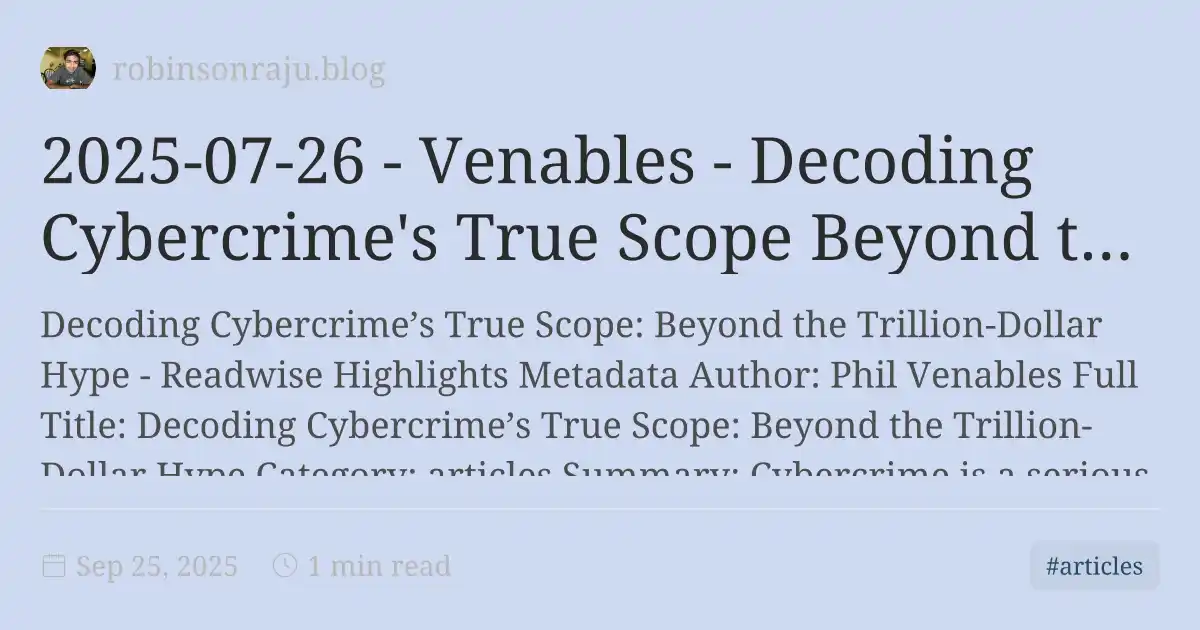 robinsonraju.blog
2025-07-26 - Venables - Decoding
Cybercrime's True Scope Beyond t...
Decoding Cybercrime’s True Scope: Beyond the Trillion-Dollar
Hype - Readwise Highlights Metadata Author: Phil Venables Full
Title: Decoding Cybercrime’s True Scope: Beyond the Trillion-
Dollar Hype Category: articles Summary: Cybercrime is a serious
Sep 25, 2025
1 min read
#articles